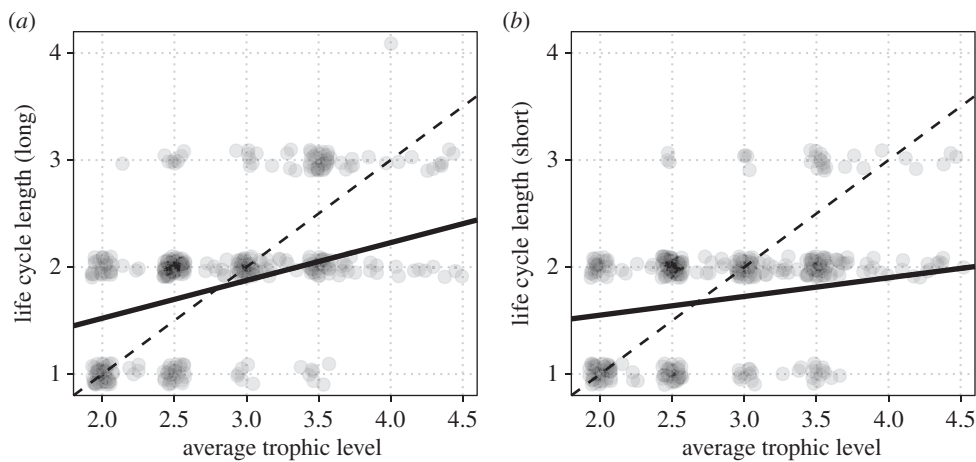 (a)
4
3
2
1
life cycle length (long)
2.0 2.5 3.0 3.5 4.0 4.5
average trophic level
(b)
4
3
2
1
life cycle length (short)
2.0 2.5 3.0 3.5 4.0 4.5
average trophic level